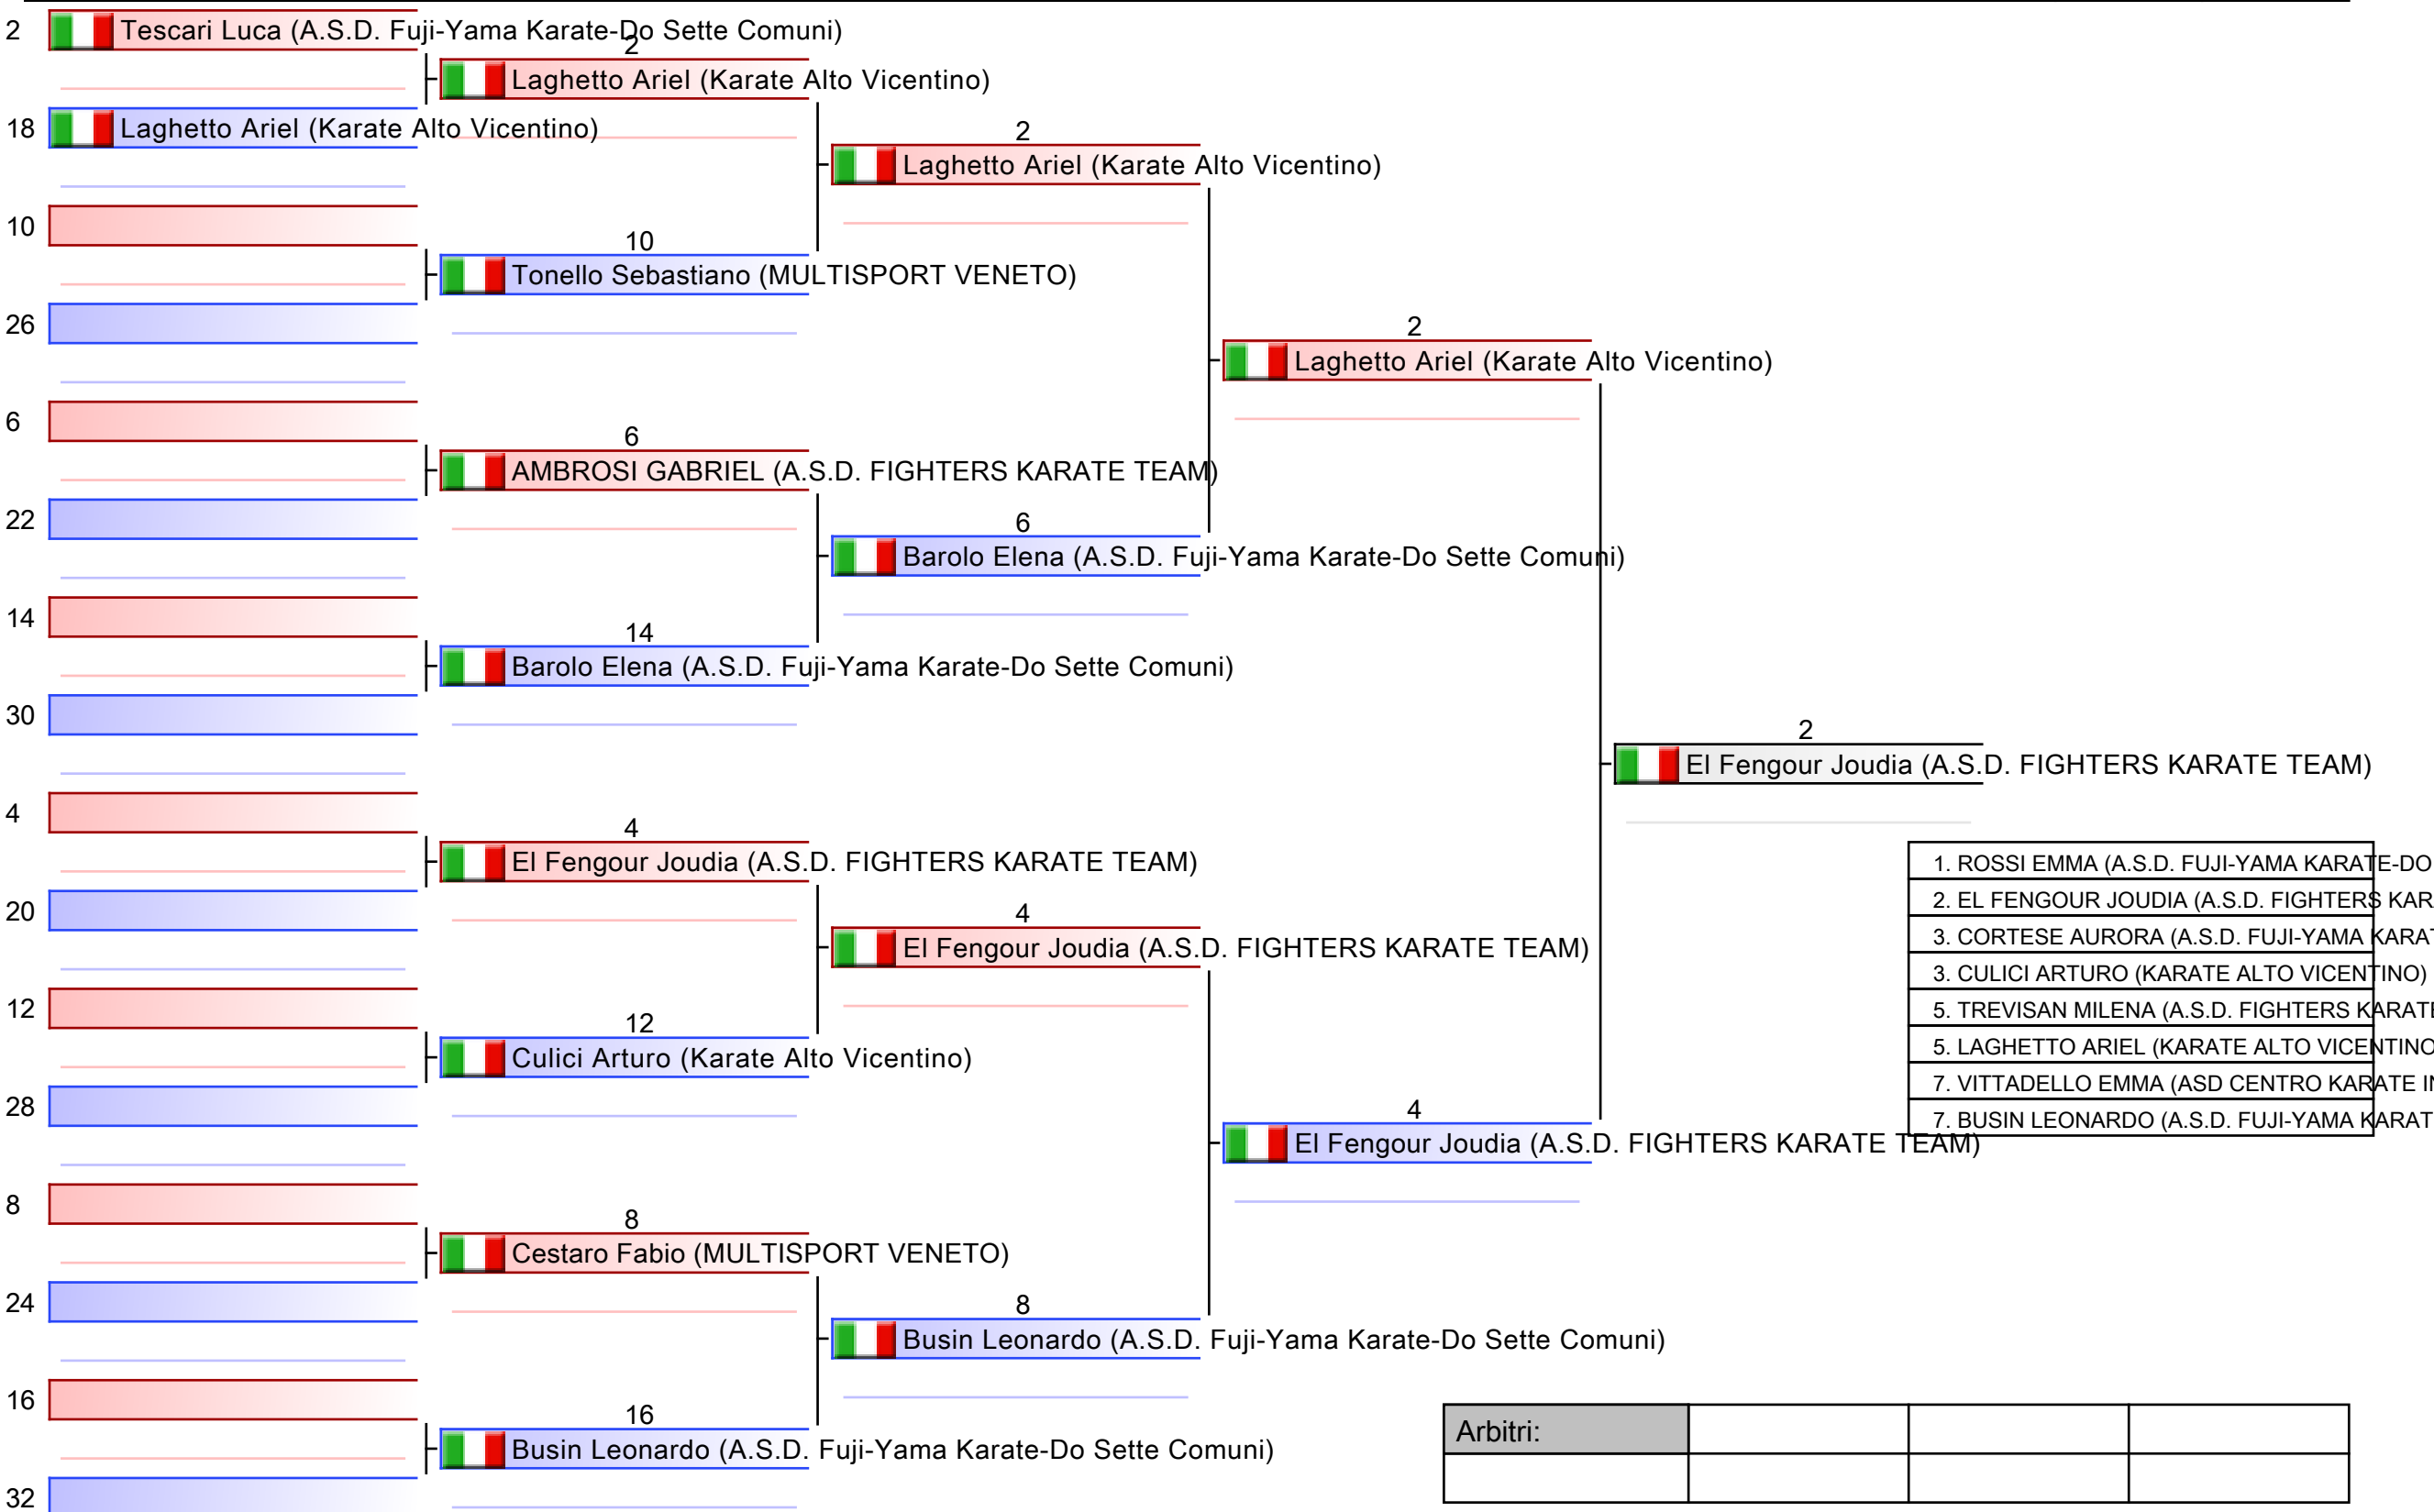 2 Tescari Luca (A.S.D. Fuji-Yama Karate-Do Sette Comuni)
2
Laghetto Ariel (Karate Alto Vicentino)
18 Laghetto Ariel (Karate Alto Vicentino)
2
Laghetto Ariel (Karate Alto Vicentino)
10
10
Tonello Sebastiano (MULTISPORT VENETO)
26
2
Laghetto Ariel (Karate Alto Vicentino)
6
6
AMBROSI GABRIEL (A.S.D. FIGHTERS KARATE TEAM)
22
6
Barolo Elena (A.S.D. Fuji-Yama Karate-Do Sette Comuni)
14
14
Barolo Elena (A.S.D. Fuji-Yama Karate-Do Sette Comuni)
30
2
El Fengour Joudia (A.S.D. FIGHTERS KARATE TEAM)
4
4
El Fengour Joudia (A.S.D. FIGHTERS KARATE TEAM)
20
4
El Fengour Joudia (A.S.D. FIGHTERS KARATE TEAM)
12
12
Culici Arturo (Karate Alto Vicentino)
28
4
El Fengour Joudia (A.S.D. FIGHTERS KARATE TEAM)
8
8
Cestaro Fabio (MULTISPORT VENETO)
24
8
Busin Leonardo (A.S.D. Fuji-Yama Karate-Do Sette Comuni)
16
16
Busin Leonardo (A.S.D. Fuji-Yama Karate-Do Sette Comuni)
32
1. ROSSI EMMA (A.S.D. FUJI-YAMA KARATE-DO
2. EL FENGOUR JOUDIA (A.S.D. FIGHTERS KAR
3. CORTESE AURORA (A.S.D. FUJI-YAMA KARAT
3. CULICI ARTURO (KARATE ALTO VICENTINO)
5. TREVISAN MILENA (A.S.D. FIGHTERS KARATE
5. LAGHETTO ARIEL (KARATE ALTO VICENTINO
7. VITTADELLO EMMA (ASD CENTRO KARATE IN
7. BUSIN LEONARDO (A.S.D. FUJI-YAMA KARAT
Arbitri: